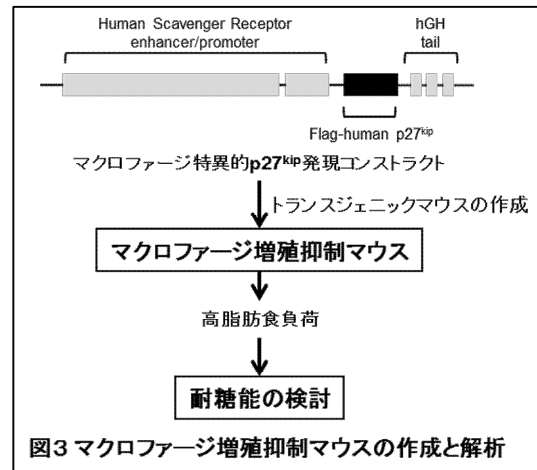 Human Scavenger Receptor
enhancer/promoter
hGH
tail
Flag-human p27kip
マクロファージ特異的p27kip発現コンストラクト
トランスジェニックマウスの作成
マクロファージ増殖抑制マウス
高脂肪食負荷
耐糖能の検討
図3 マクロファージ増殖抑制マウスの作成と解析